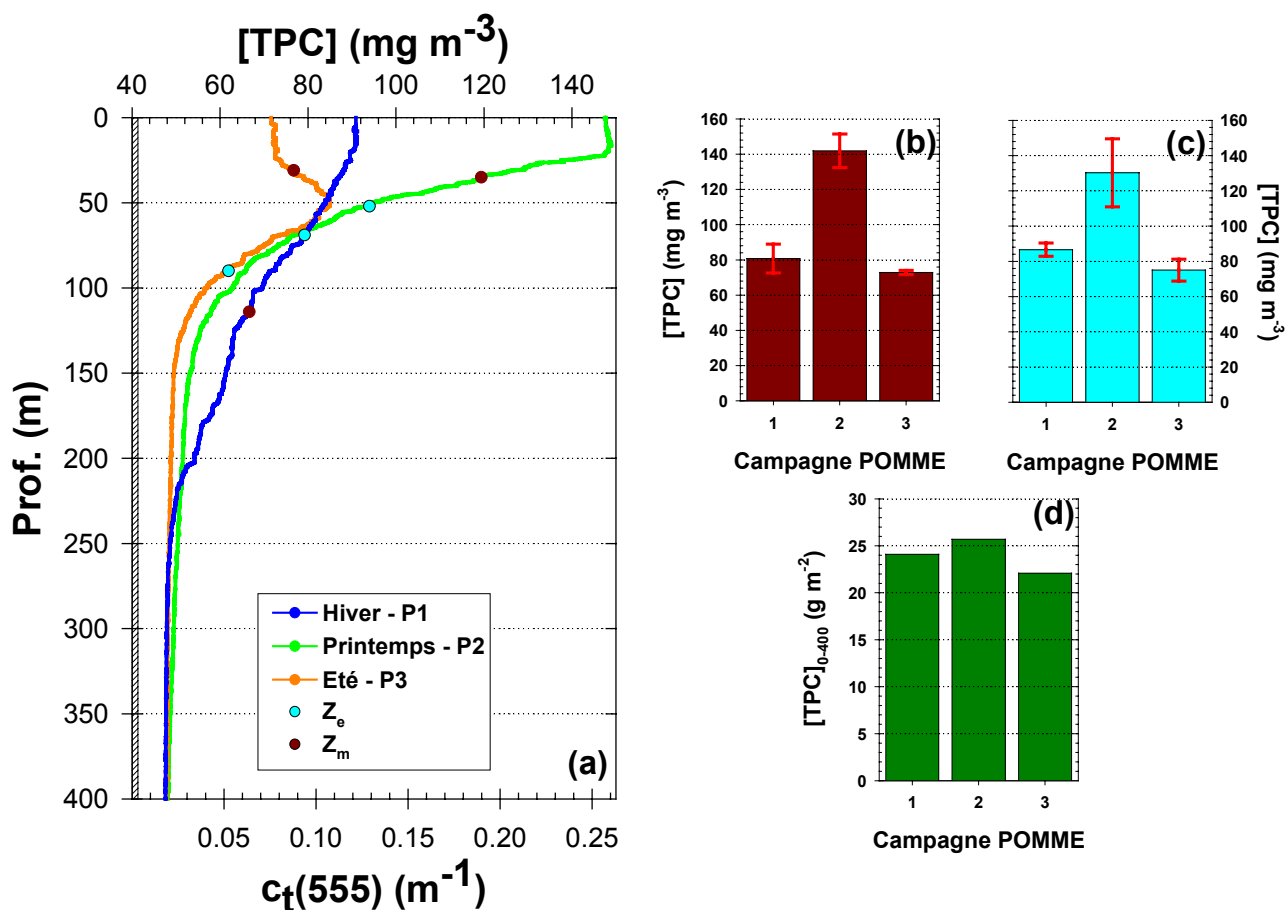 [TPC] (mg m-3)
40 60 80 100 120 140
0
50
100
150
200
250
300
350
400
Prof. (m)
Hiver - P1
Printemps - P2
Eté - P3
Ze
Zm
(a)
0.05 0.10 0.15 0.20 0.25
ct(555) (m-1)
(b)
160
140
120
100
80
60
40
20
0
[TPC] (mg m-3)
1 2 3
Campagne POMME
(c)
160
140
120
100
80
60
40
20
0
[TPC] (mg m-3)
1 2 3
Campagne POMME
(d)
30
25
20
15
10
5
0
[TPC]0-400 (g m-2)
1 2 3
Campagne POMME